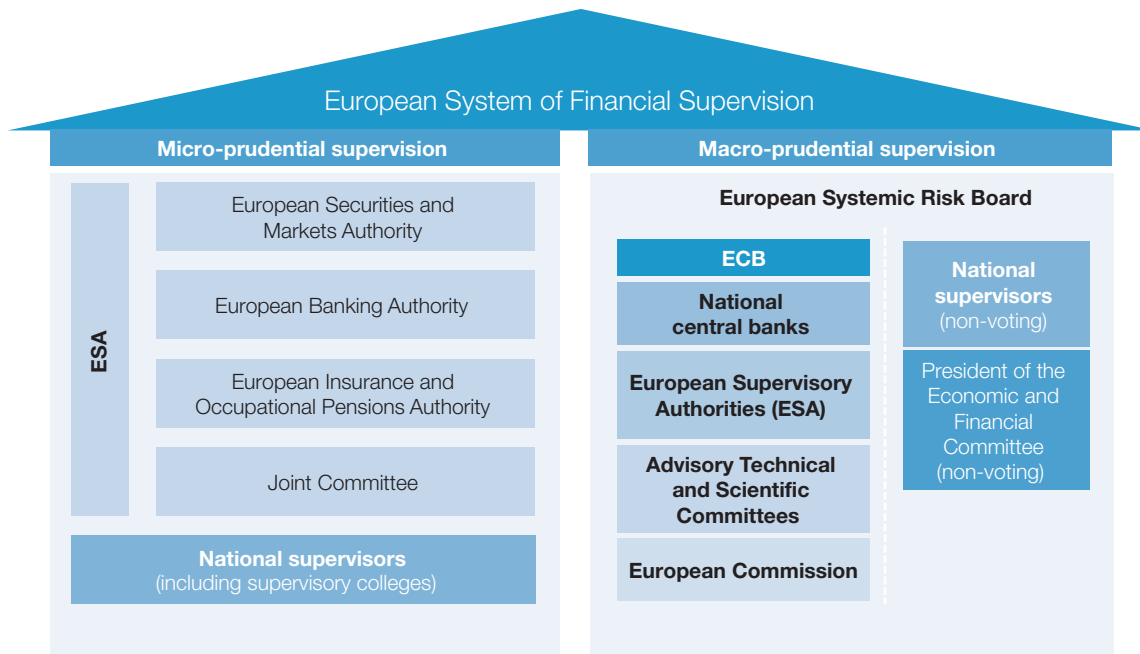 European System of Financial Supervision
Micro-prudential supervision
ESA
European Securities and
Markets Authority
European Banking Authority
European Insurance and
Occupational Pensions Authority
Joint Committee
National supervisors
(including supervisory colleges)
Macro-prudential supervision
European Systemic Risk Board
ECB
National
central banks
European Supervisory
Authorities (ESA)
Advisory Technical
and Scientific
Committees
European Commission
National
supervisors
(non-voting)
President of the
Economic and
Financial
Committee
(non-voting)